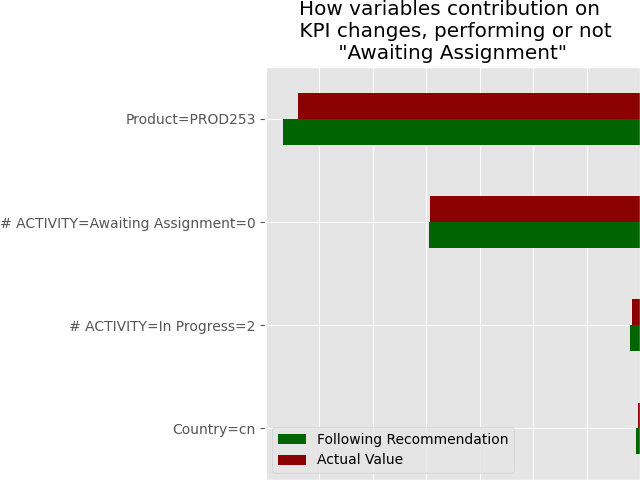 How variables contribution on
KPI changes, performing or not
"Awaiting Assignment"
Product=PROD253
# ACTIVITY=Awaiting Assignment=0
# ACTIVITY=In Progress=2
Country=cn
Following Recommendation
Actual Value